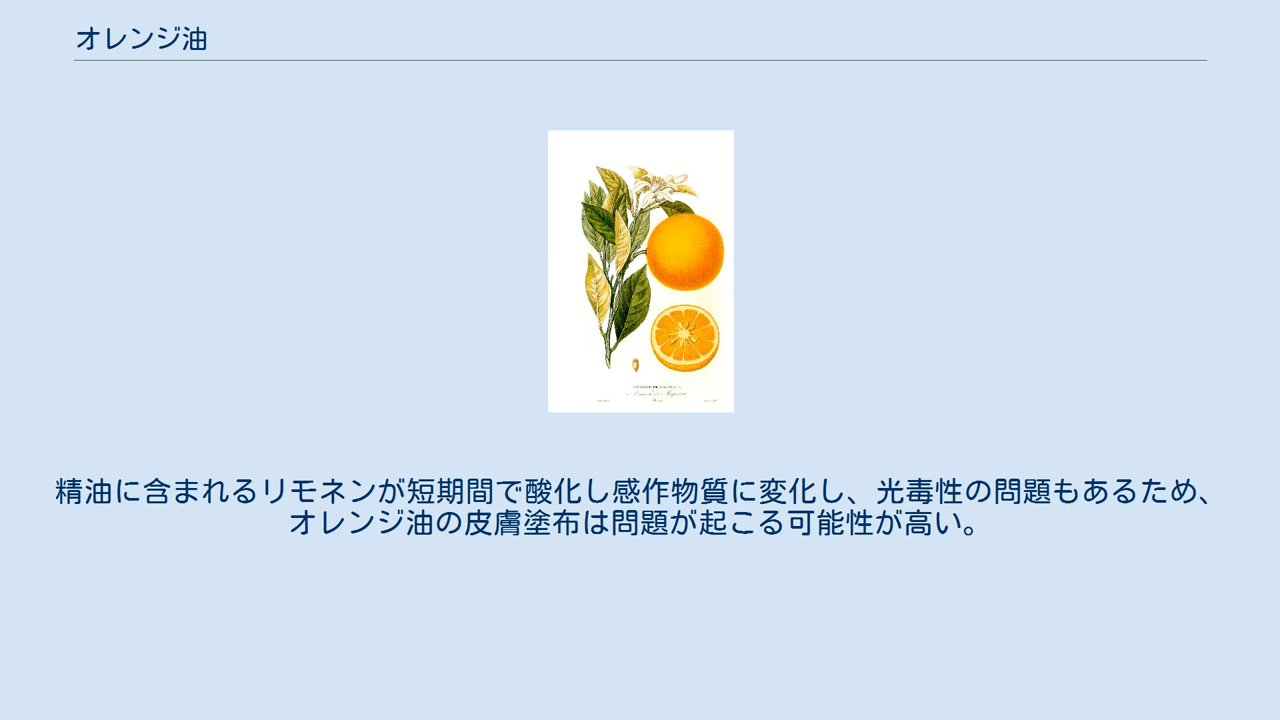 オレンジ油
精油に含まれるリモネンが短期間で酸化し感作物質に変化し、光毒性の問題もあるため、
オレンジ油の皮膚塗布は問題が起こる可能性が高い。